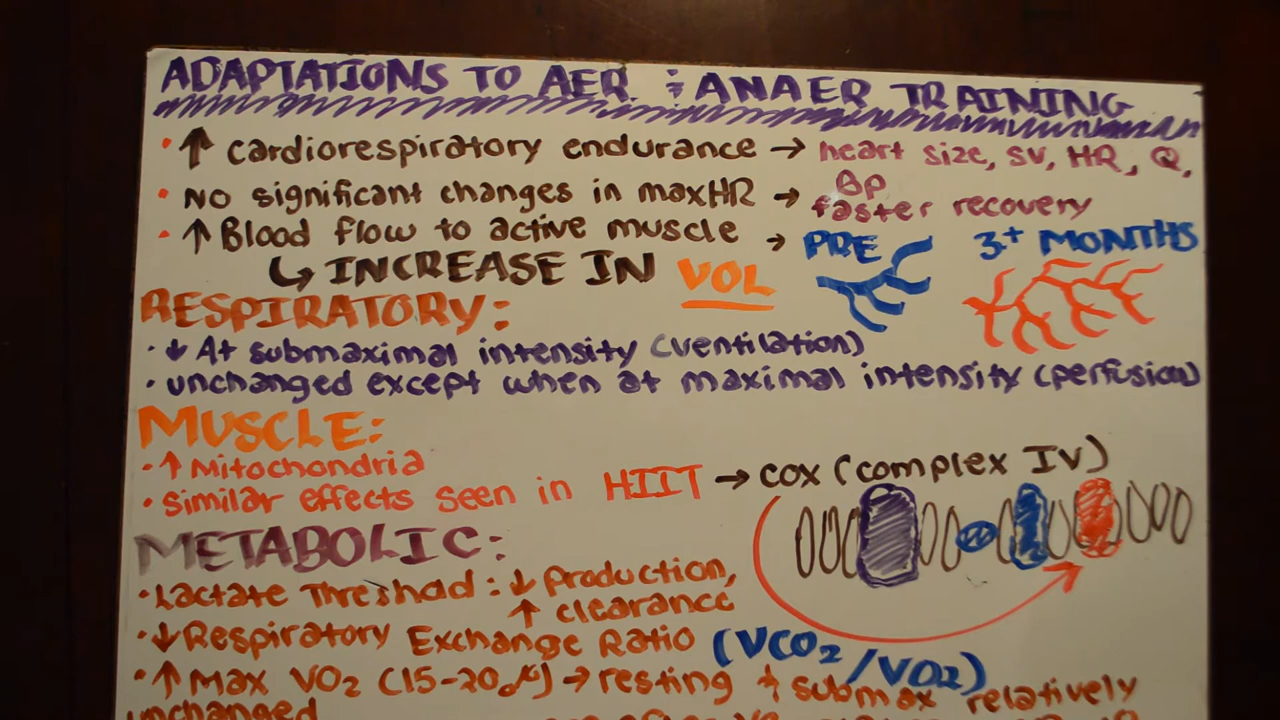 ADAPTATIONS TO AER & ANAER TRAINING
• ↑ cardiorespiratory endurance → heart size, SV, HR, Q,
Δp
• NO significant changes in maxHR → faster recovery
• ↑ Blood flow to active muscle → PRE 3+ MONTHS
↳ INCREASE IN VOL
RESPIRATORY:
• ↓ At submaximal intensity (ventilation)
• unchanged except when at maximal intensity (perfusion)
MUSCLE:
• ↑ Mitochondria
• Similar effects seen in HIIT → cox (complex IV)
METABOLIC:
• Lactate Threshold: ↓ production,
↑ clearance
• ↓ Respiratory Exchange Ratio (VCO2/VO2)
• ↑ Max VO2 (15-20%) → resting & submax relatively
unchanged